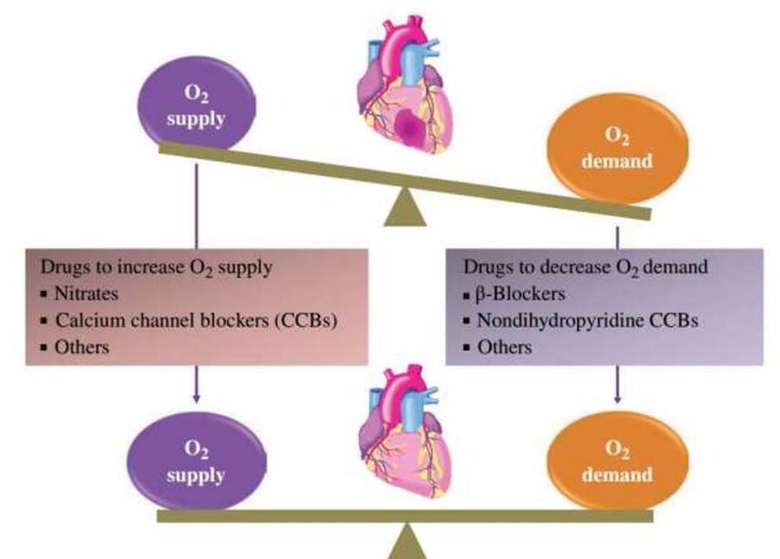 O₂
supply
O₂
demand
Drugs to increase O₂ supply
▪ Nitrates
▪ Calcium channel blockers (CCBs)
▪ Others
Drugs to decrease O₂ demand
▪ β-Blockers
▪ Nondihydropyridine CCBs
▪ Others
O₂
supply
O₂
demand